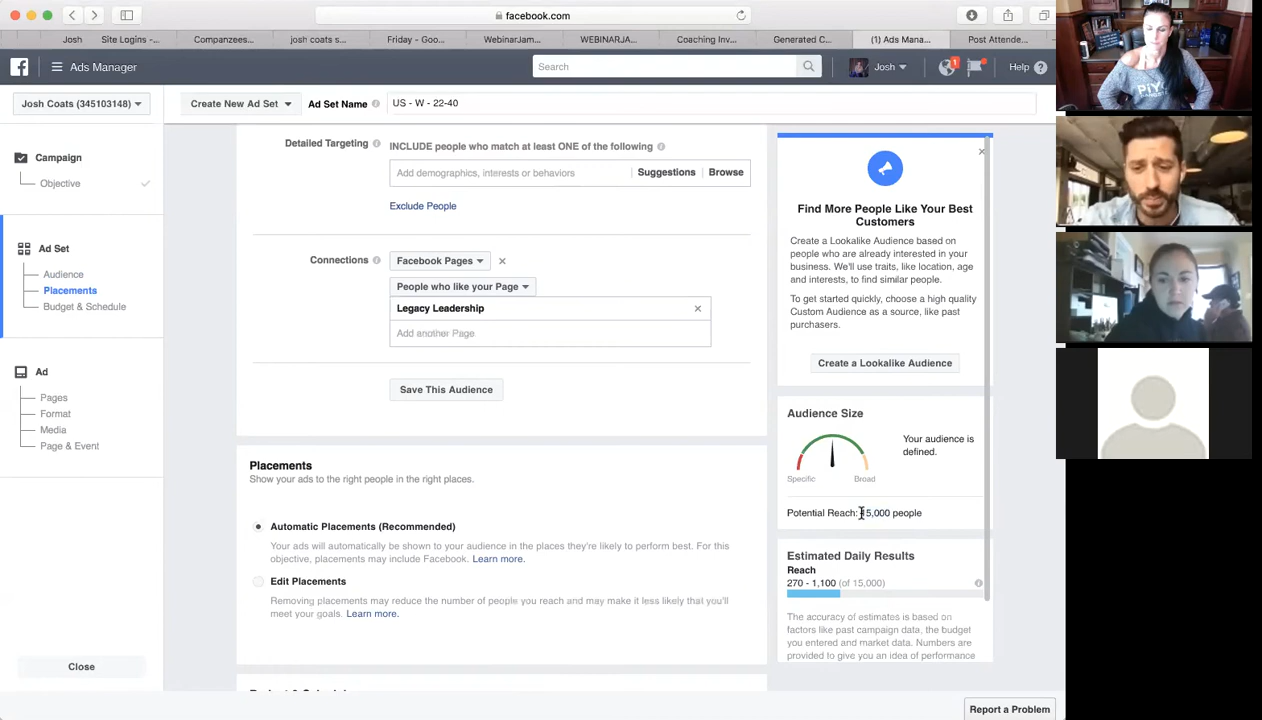 facebook.com
Josh
Site Logins -...
Companzees...
josh coats s...
Friday - Goo...
WebinarJam...
WEBINARJA...
Coaching Inv...
Generated C...
(1) Ads Mana...
Post Attende...
Ads Manager
Search
Josh
1
Help
Josh Coats (345103148)
Create New Ad Set
Ad Set Name
US - W - 22-40
Campaign
Objective
Ad Set
Audience
Placements
Budget & Schedule
Ad
Pages
Format
Media
Page & Event
Close
Detailed Targeting
INCLUDE people who match at least ONE of the following
Add demographics, interests or behaviors
Suggestions
Browse
Exclude People
Connections
Facebook Pages
People who like your Page
Legacy Leadership
Add another Page
Save This Audience
Placements
Show your ads to the right people in the right places.
Automatic Placements (Recommended)
Your ads will automatically be shown to your audience in the places they're likely to perform best. For this
objective, placements may include Facebook. Learn more.
Edit Placements
Removing placements may reduce the number of people you reach and may make it less likely that you'll
meet your goals. Learn more.
Find More People Like Your Best
Customers
Create a Lookalike Audience based on
people who are already interested in your
business. We'll use traits, like location, age
and interests, to find similar people.
To get started quickly, choose a high quality
Custom Audience as a source, like past
purchasers.
Create a Lookalike Audience
Audience Size
Your audience is
defined.
Specific
Broad
Potential Reach: 15,000 people
Estimated Daily Results
Reach
270 - 1,100 (of 15,000)
The accuracy of estimates is based on
factors like past campaign data, the budget
you entered and market data. Numbers are
provided to give you an idea of performance
Report a Problem